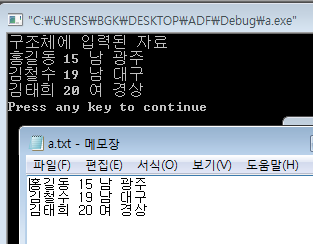 "C:₩USERS₩BGK₩DESKTOP₩ADF₩Debug₩a.exe"
구조체에 입력된 자료
홍길동 15 남 광주
김철수 19 남 대구
김태희 20 여 경상
Press any key to continue
a.txt - 메모장
파일(F) 편집(E) 서식(O) 보기(V) 도움말(H)
홍길동 15 남 광주
김철수 19 남 대구
김태희 20 여 경상